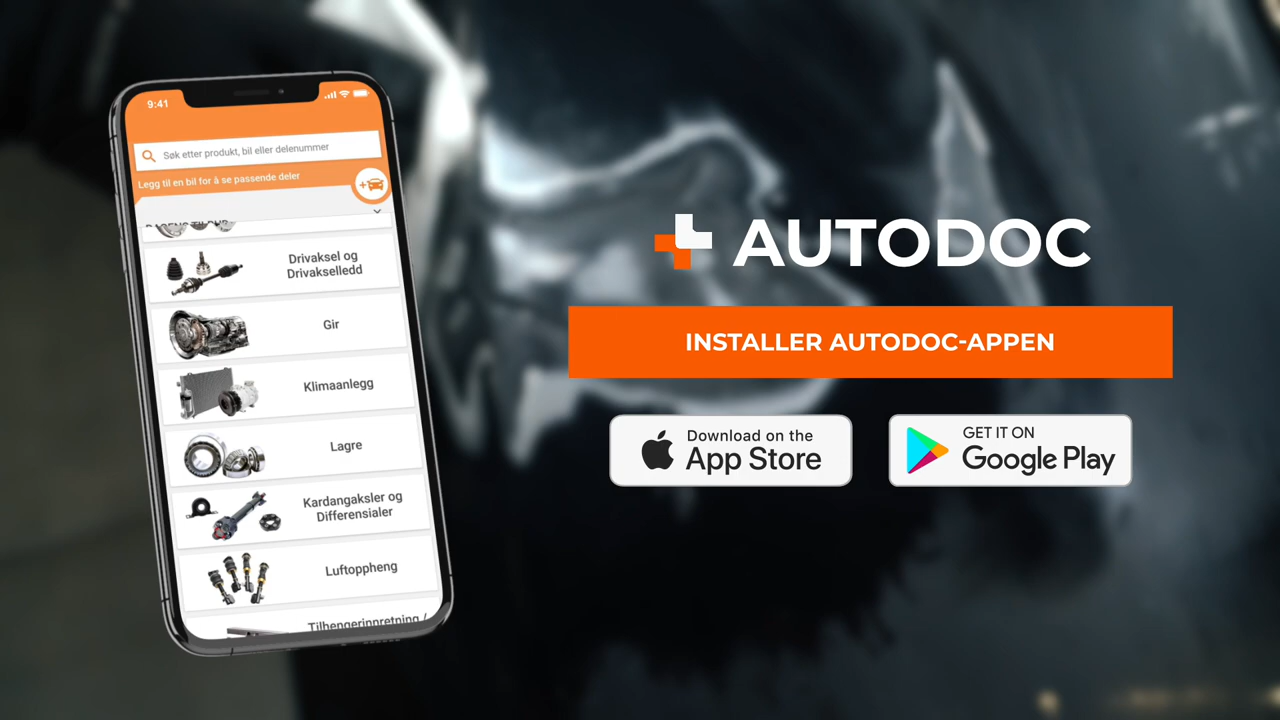 9:41
Søk etter produkt, bil eller delenummer
Legg til en bil for å se passende deler
Drivaksel og
Drivakselledd
Gir
Klimaanlegg
Lagre
Kardangaksler og
Differensialer
Luftoppheng
Tilhengerinnretning /
AUTODOC
INSTALLER AUTODOC-APPEN
Download on the
App Store
GET IT ON
Google Play